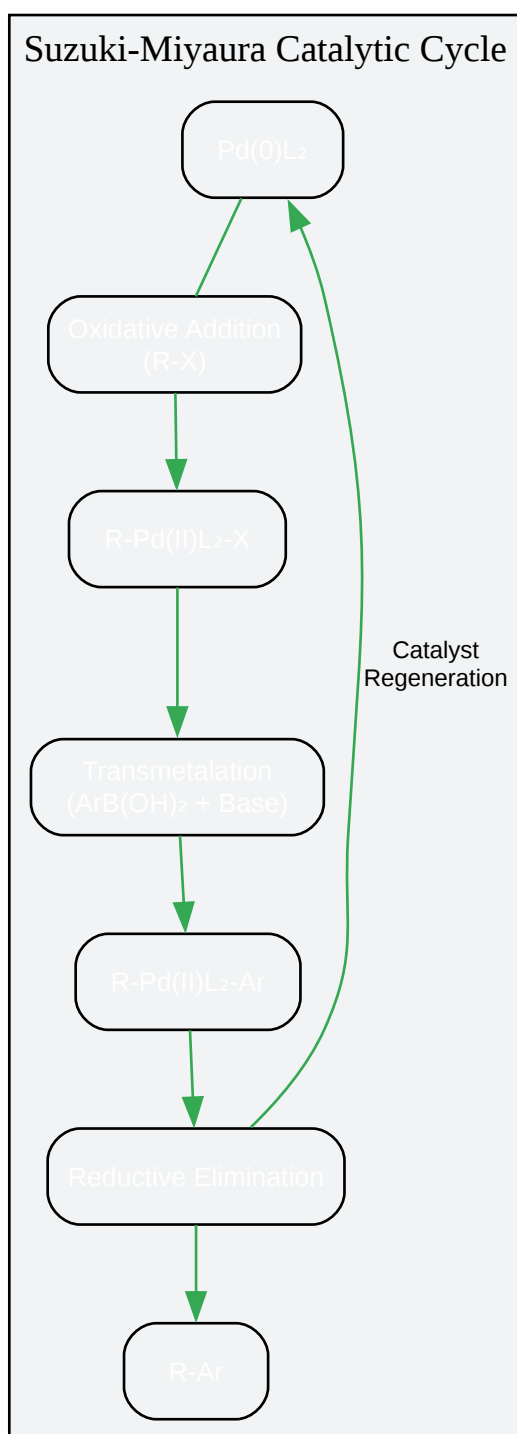 Suzuki-Miyaura Catalytic Cycle
Pd(0)L₂
Oxidative Addition
(R-X)
R-Pd(II)L₂-X
Catalyst
Regeneration
Transmetalation
(ArB(OH)₂ + Base)
R-Pd(II)L₂-Ar
Reductive Elimination
R-Ar